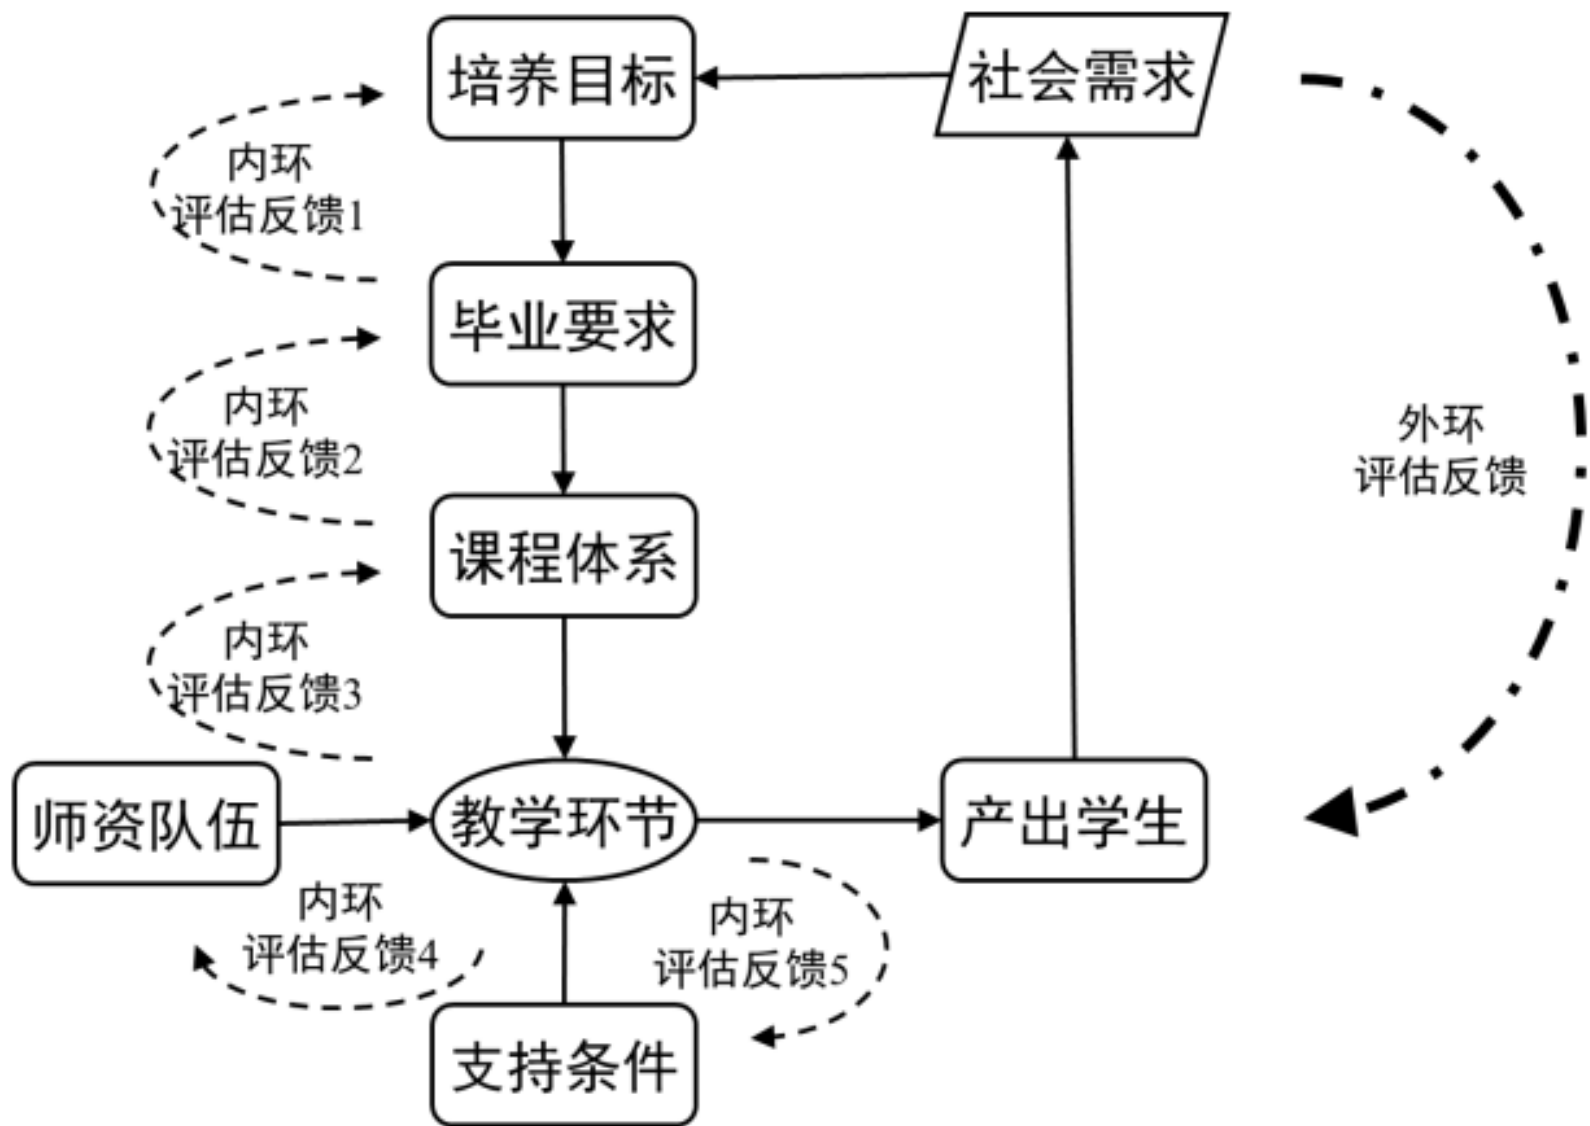 培养目标
社会需求
内环
评估反馈1
毕业要求
内环
评估反馈2
外环
评估反馈
课程体系
内环
评估反馈3
师资队伍
教学环节
产出学生
内环
评估反馈4
内环
评估反馈5
支持条件